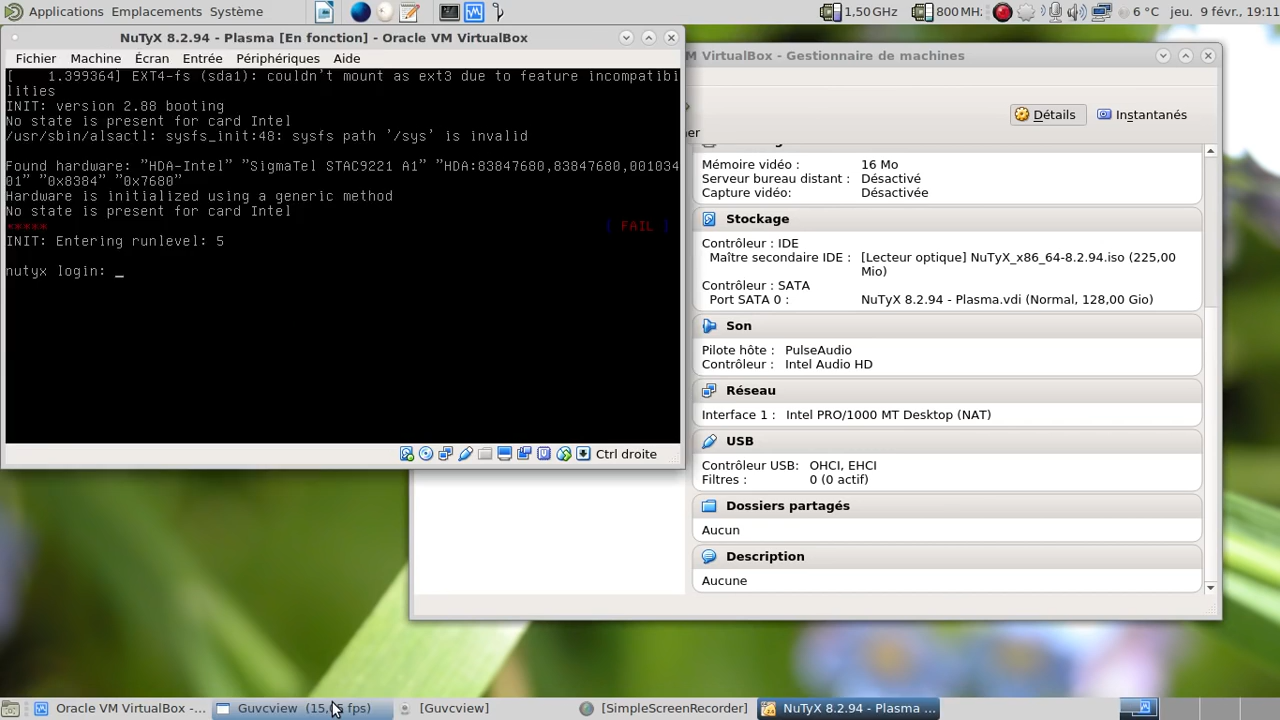 Applications Emplacements Système
1,50 GHz 800 MHz 6 °C jeu. 9 févr., 19:11
NuTyX 8.2.94 - Plasma [En fonction] - Oracle VM VirtualBox
Fichier Machine Écran Entrée Périphériques Aide
[ 1.399364] EXT4-fs (sda1): couldn't mount as ext3 due to feature incompatibi
lities
INIT: version 2.88 booting
No state is present for card Intel
/usr/sbin/alsactl: sysfs_init:48: sysfs path '/sys' is invalid
Found hardware: "HDA-Intel" "SigmaTel STAC9221 A1" "HDA:83847680,83847680,001034
01" "0x8384" "0x7680"
Hardware is initialized using a generic method
No state is present for card Intel
***** [ FAIL ]
INIT: Entering runlevel: 5
nutyx login: _
Ctrl droite
M VirtualBox - Gestionnaire de machines
Détails Instantanés
Mémoire vidéo : 16 Mo
Serveur bureau distant : Désactivé
Capture vidéo: Désactivée
Stockage
Contrôleur : IDE
Maître secondaire IDE : [Lecteur optique] NuTyX_x86_64-8.2.94.iso (225,00
Mio)
Contrôleur : SATA
Port SATA 0 : NuTyX 8.2.94 - Plasma.vdi (Normal, 128,00 Gio)
Son
Pilote hôte : PulseAudio
Contrôleur : Intel Audio HD
Réseau
Interface 1 : Intel PRO/1000 MT Desktop (NAT)
USB
Contrôleur USB: OHCI, EHCI
Filtres : 0 (0 actif)
Dossiers partagés
Aucun
Description
Aucune
Oracle VM VirtualBox -... Guvcview (15, fps) [Guvcview] [SimpleScreenRecorder] NuTyX 8.2.94 - Plasma ...